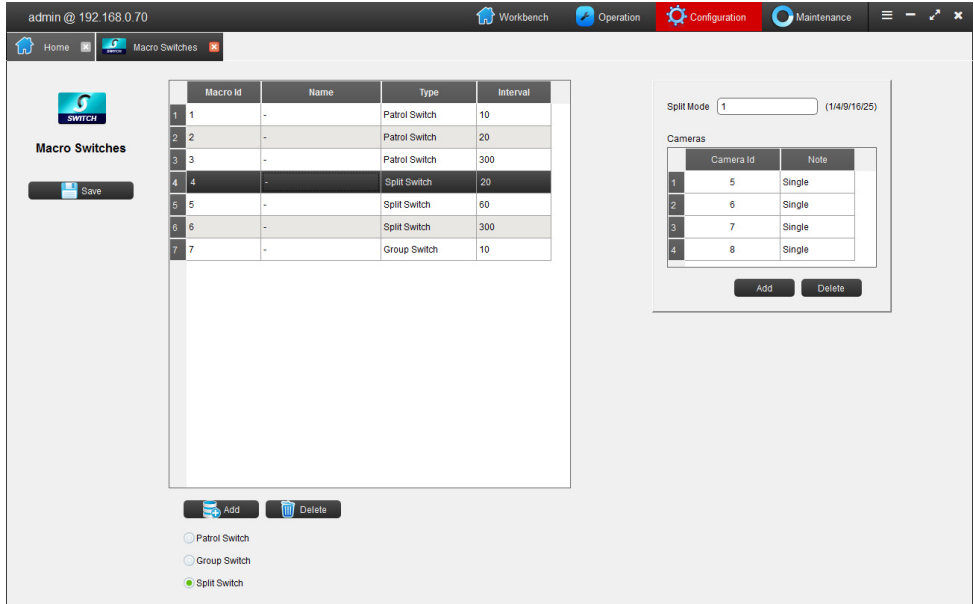 admin @ 192.168.0.70 Workbench Operation Configuration Maintenance
Home Macro Switches
SWITCH
Macro Switches
Save
Macro Id Name Type Interval
1 1 - Patrol Switch 10
2 2 - Patrol Switch 20
3 3 - Patrol Switch 300
4 4 - Split Switch 20
5 5 - Split Switch 60
6 6 - Split Switch 300
7 7 - Group Switch 10
Add Delete
Patrol Switch
Group Switch
Split Switch
Split Mode 1 (1/4/9/16/25)
Cameras
Camera Id Note
1 5 Single
2 6 Single
3 7 Single
4 8 Single
Add Delete